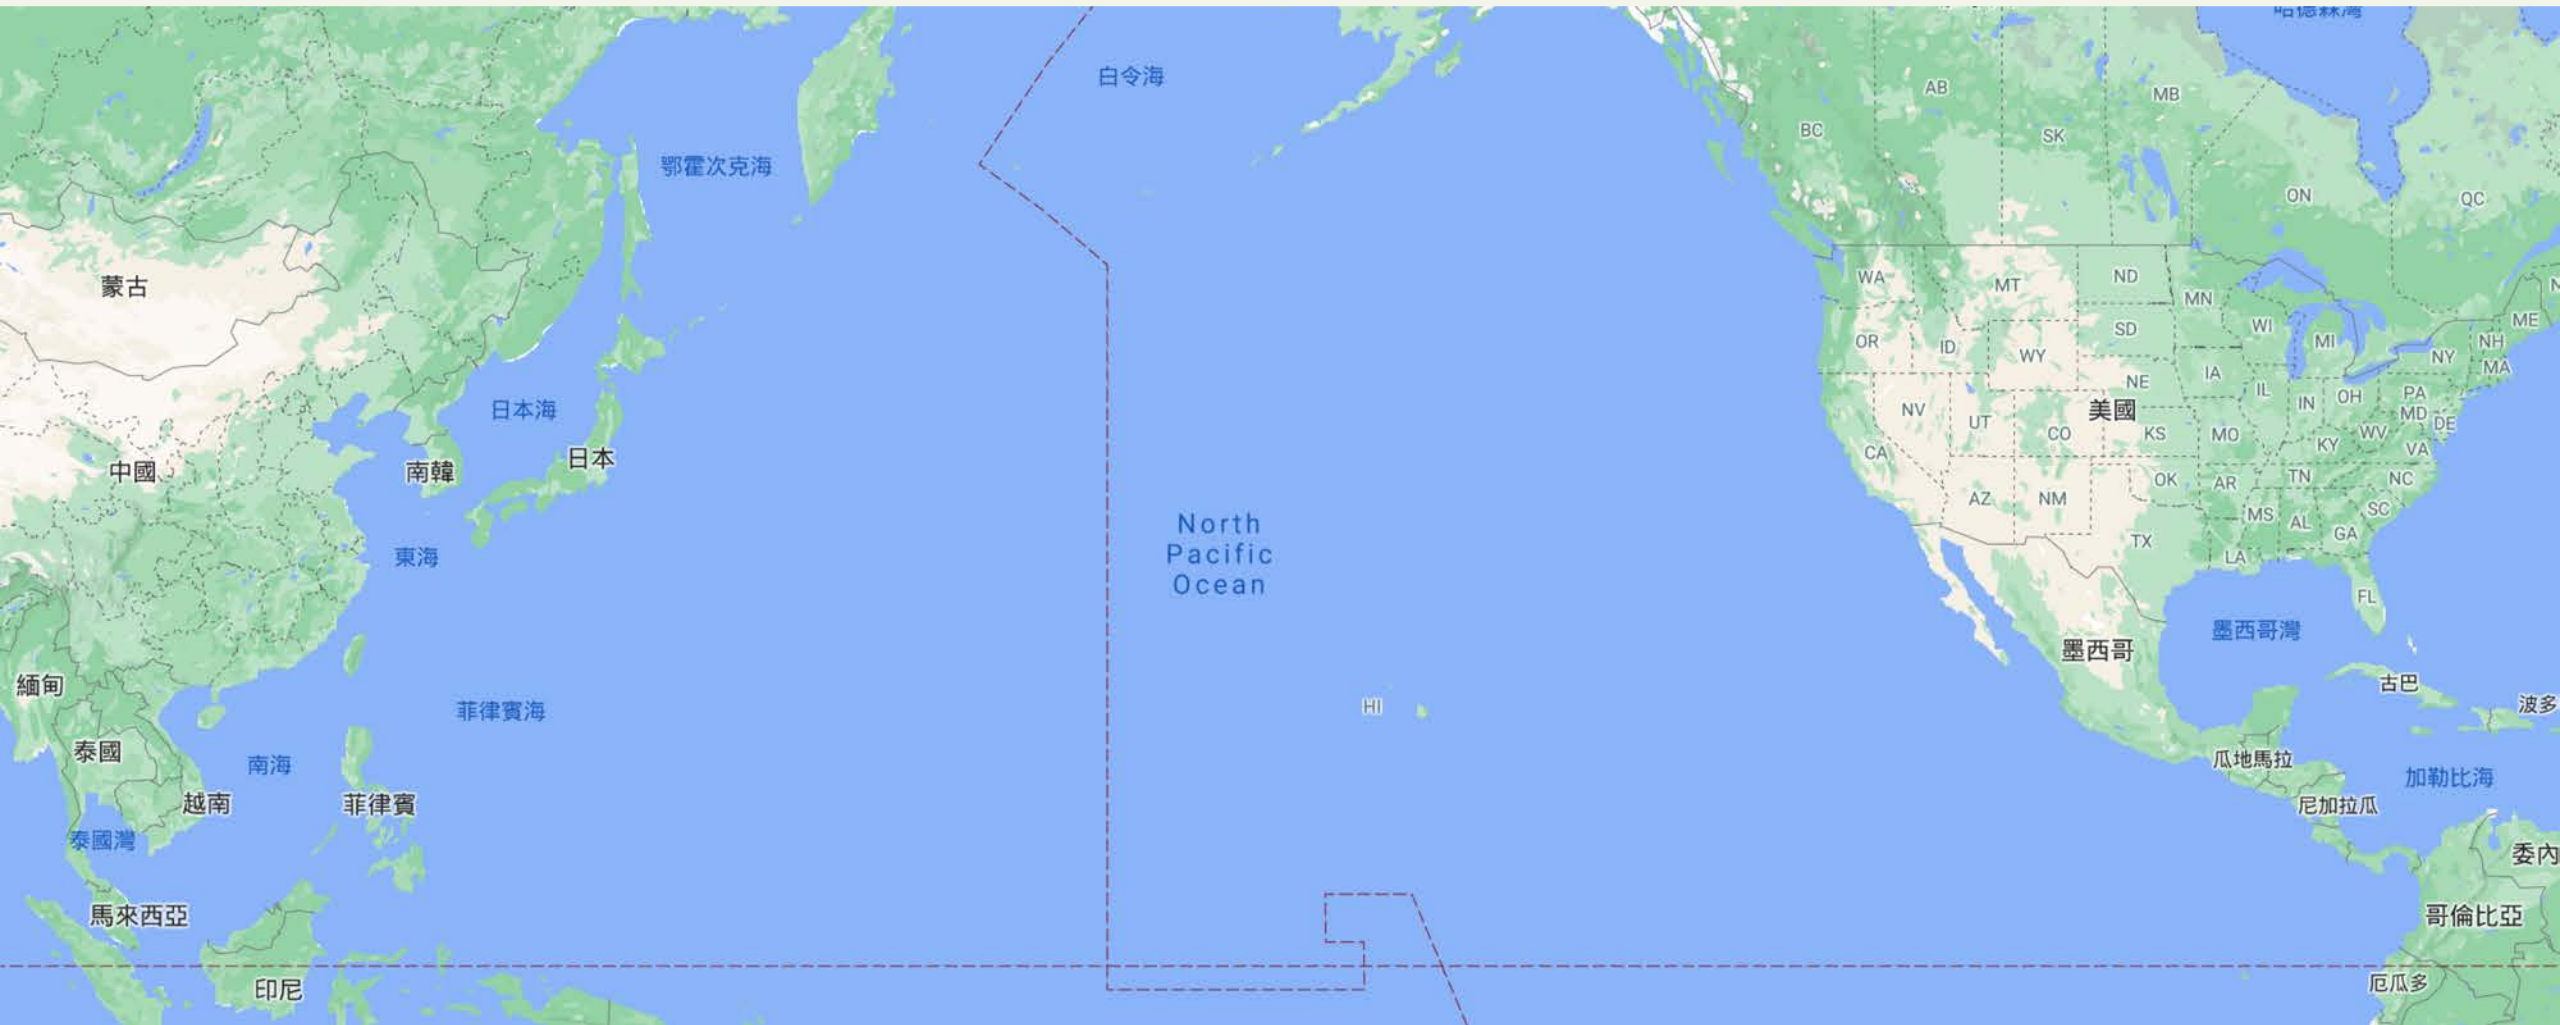 哈德森灣
白令海
AB
MB
BC
SK
鄂霍次克海
ON
QC
蒙古
WA
MT
ND
MN
SD
WI
MI
ME
OR
ID
WY
NY
NH
MA
IA
NE
IL
IN
OH
PA
日本海
NV
UT
美國
MD
DE
CO
KS
MO
KY
WV
VA
CA
日本
中國
南韓
OK
AR
TN
NC
AZ
NM
MS
AL
SC
GA
North
Pacific
Ocean
TX
LA
東海
FL
墨西哥灣
墨西哥
緬甸
古巴
菲律賓海
HI
波多
泰國
南海
瓜地馬拉
加勒比海
越南
菲律賓
尼加拉瓜
泰國灣
委內
馬來西亞
哥倫比亞
印尼
厄瓜多